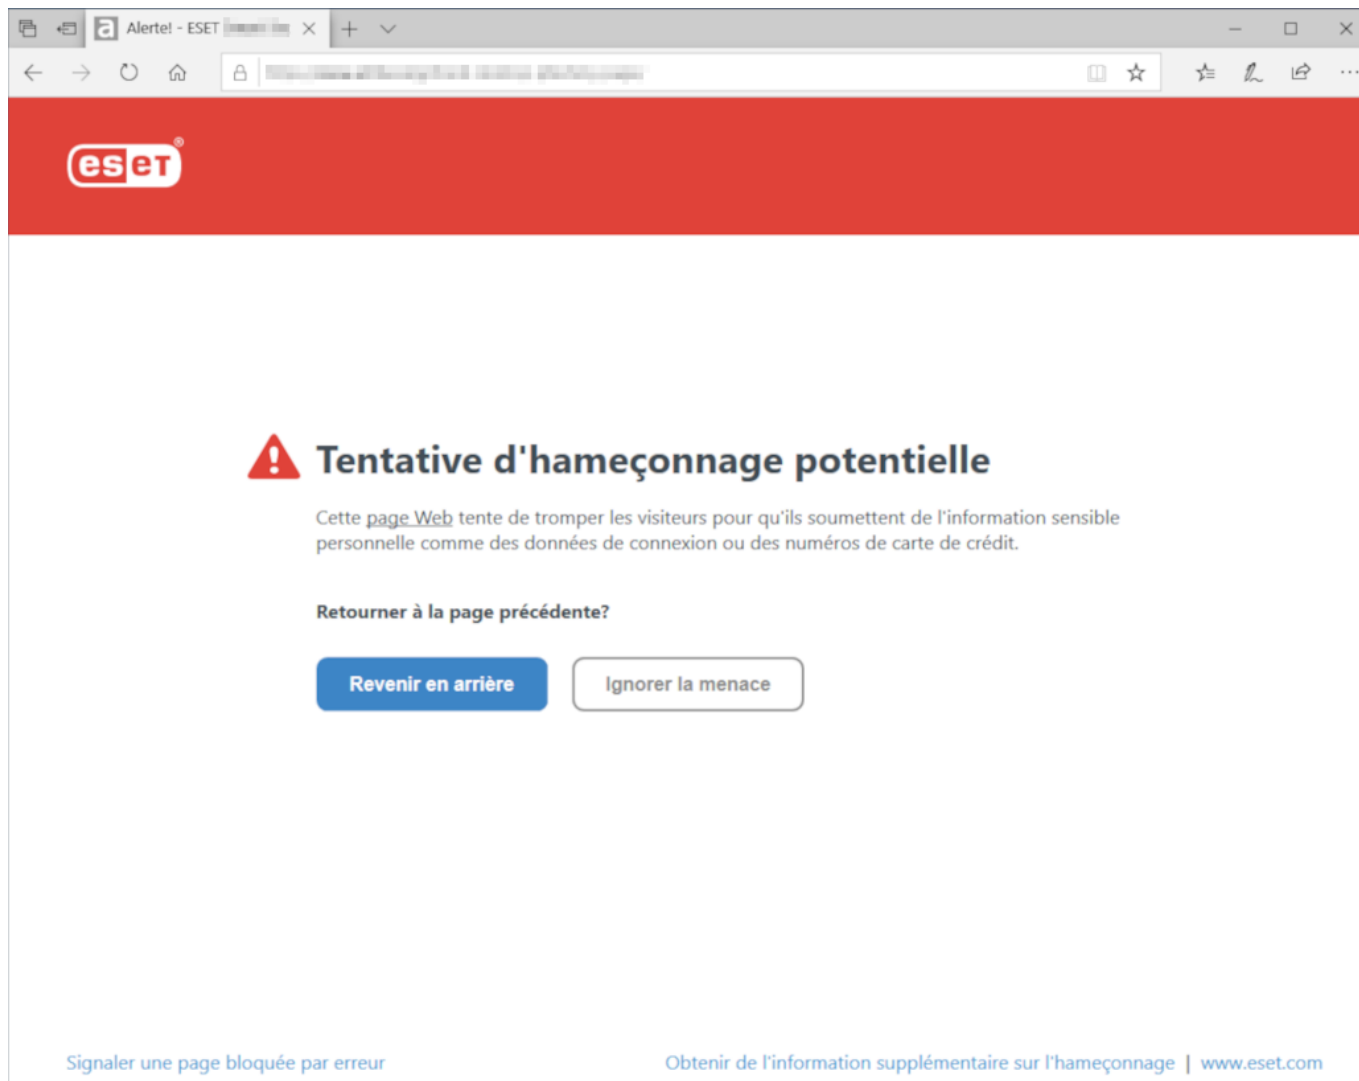 Alerte! - ESET
eset®
Tentative d'hameçonnage potentielle
Cette page Web tente de tromper les visiteurs pour qu'ils soumettent de l'information sensible
personnelle comme des données de connexion ou des numéros de carte de crédit.
Retourner à la page précédente?
Revenir en arrière
Ignorer la menace
Signaler une page bloquée par erreur
Obtenir de l'information supplémentaire sur l'hameçonnage | www.eset.com